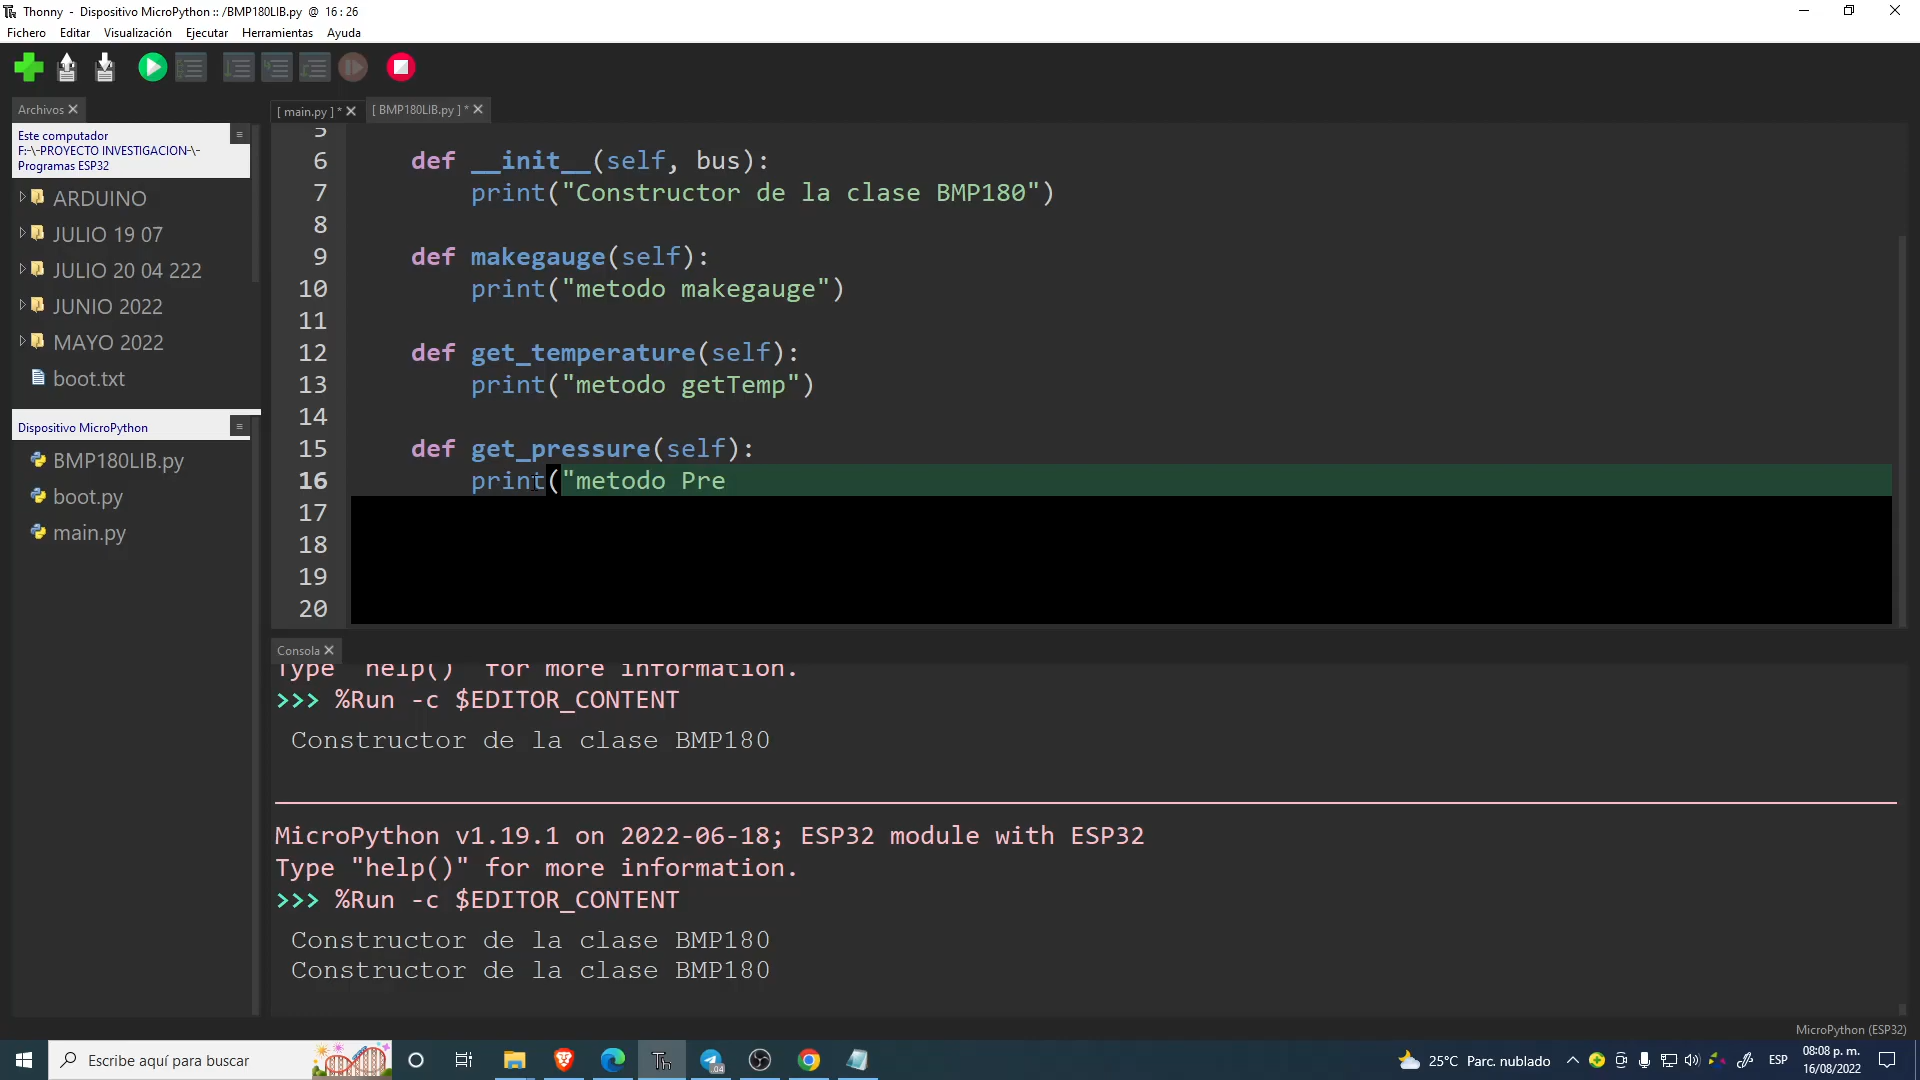 Thonny - Dispositivo MicroPython :: /BMP180LIB.py @ 16 : 26
Fichero Editar Visualización Ejecutar Herramientas Ayuda
Archivos
[ main.py ] *
[ BMP180LIB.py ] *
Este computador
F:-\-PROYECTO INVESTIGACION-\-
Programas ESP32
ARDUINO
JULIO 19 07
JULIO 20 04 222
JUNIO 2022
MAYO 2022
boot.txt
Dispositivo MicroPython
BMP180LIB.py
boot.py
main.py
5
6 def __init__(self, bus):
7 print("Constructor de la clase BMP180")
8
9 def makegauge(self):
10 print("metodo makegauge")
11
12 def get_temperature(self):
13 print("metodo getTemp")
14
15 def get_pressure(self):
16 print("metodo Pre
17
18
19
20
Consola
Type "help()" for more information.
>>> %Run -c $EDITOR_CONTENT
Constructor de la clase BMP180
MicroPython v1.19.1 on 2022-06-18; ESP32 module with ESP32
Type "help()" for more information.
>>> %Run -c $EDITOR_CONTENT
Constructor de la clase BMP180
Constructor de la clase BMP180
MicroPython (ESP32)
Escribe aquí para buscar
Th
.04
25°C Parc. nublado
ESP
08:08 p. m.
16/08/2022